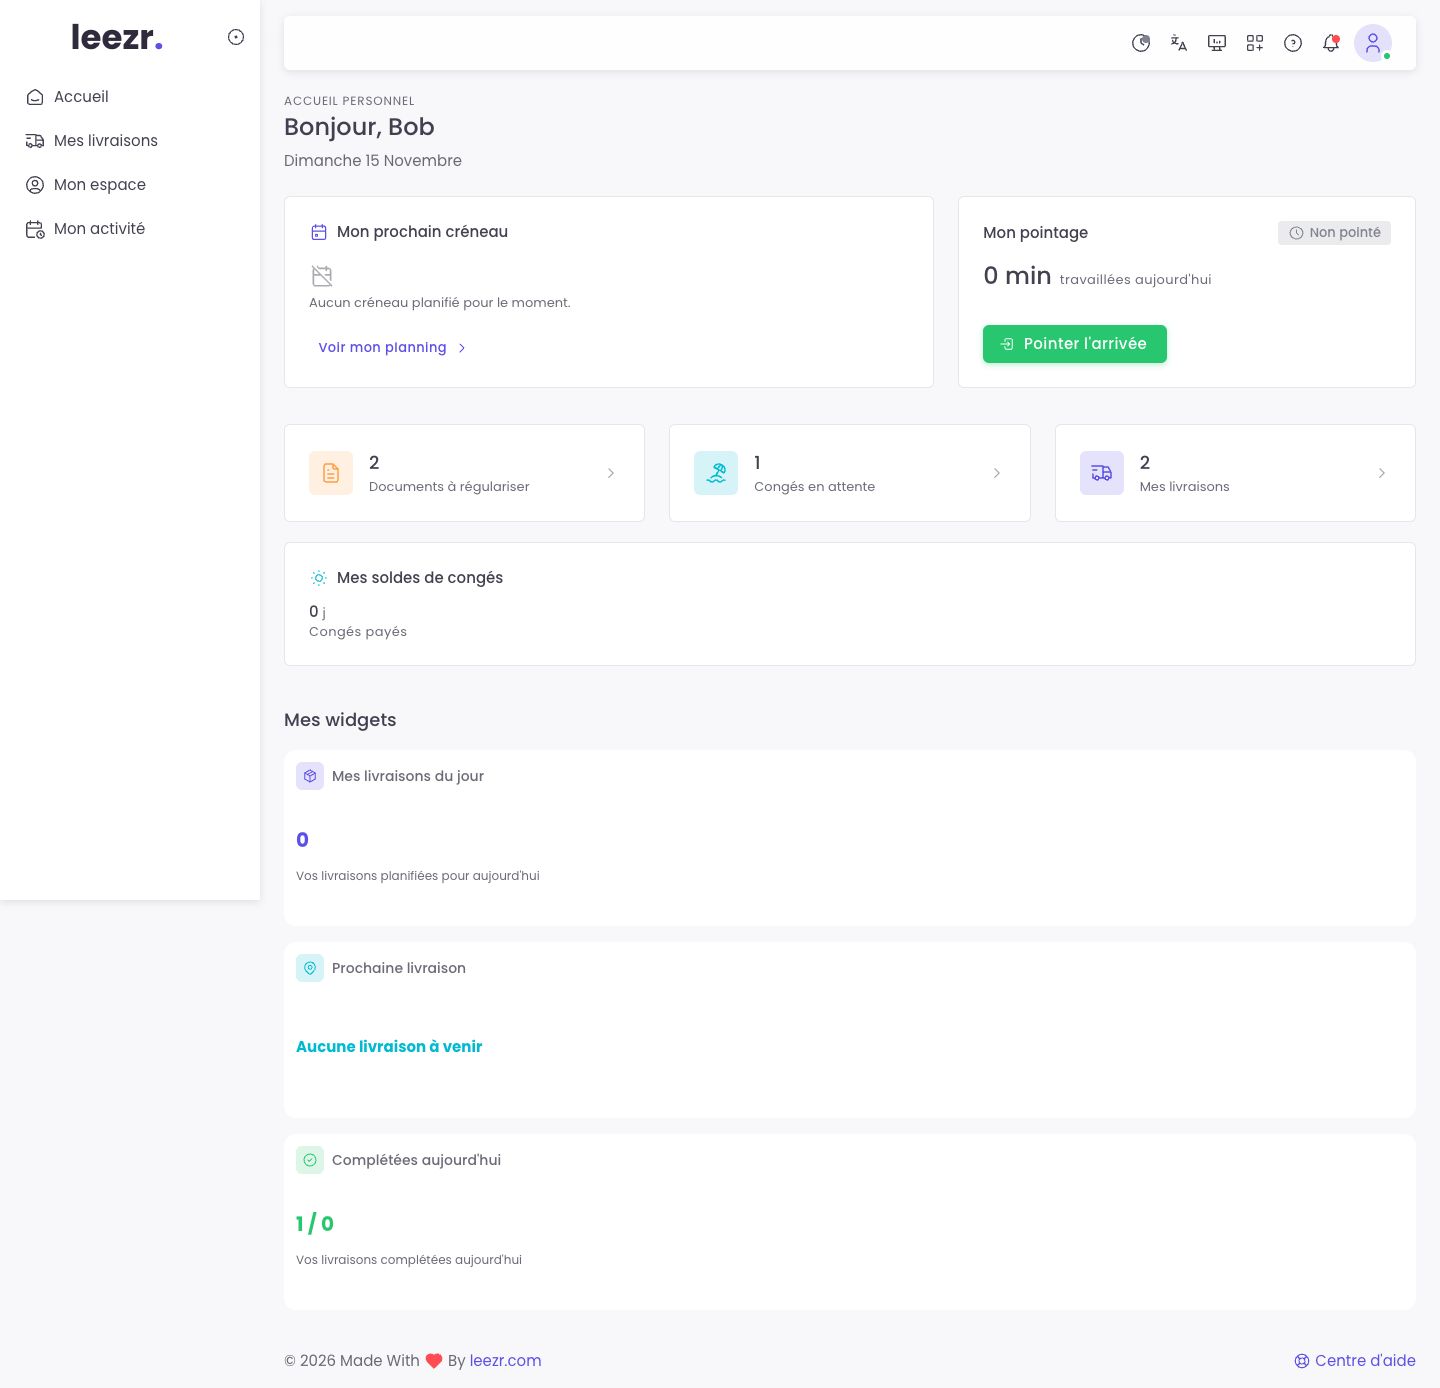 leezr.
Accueil
Mes livraisons
Mon espace
Mon activité
ACCUEIL PERSONNEL
Bonjour, Bob
Dimanche 15 Novembre
Mon prochain créneau
Aucun créneau planifié pour le moment.
Voir mon planning
Mon pointage
Non pointé
0 min travaillées aujourd'hui
Pointer l'arrivée
2
Documents à régulariser
1
Congés en attente
2
Mes livraisons
Mes soldes de congés
0 j
Congés payés
Mes widgets
Mes livraisons du jour
0
Vos livraisons planifiées pour aujourd'hui
Prochaine livraison
Aucune livraison à venir
Complétées aujourd'hui
1 / 0
Vos livraisons complétées aujourd'hui
© 2026 Made With By leezr.com
Centre d'aide